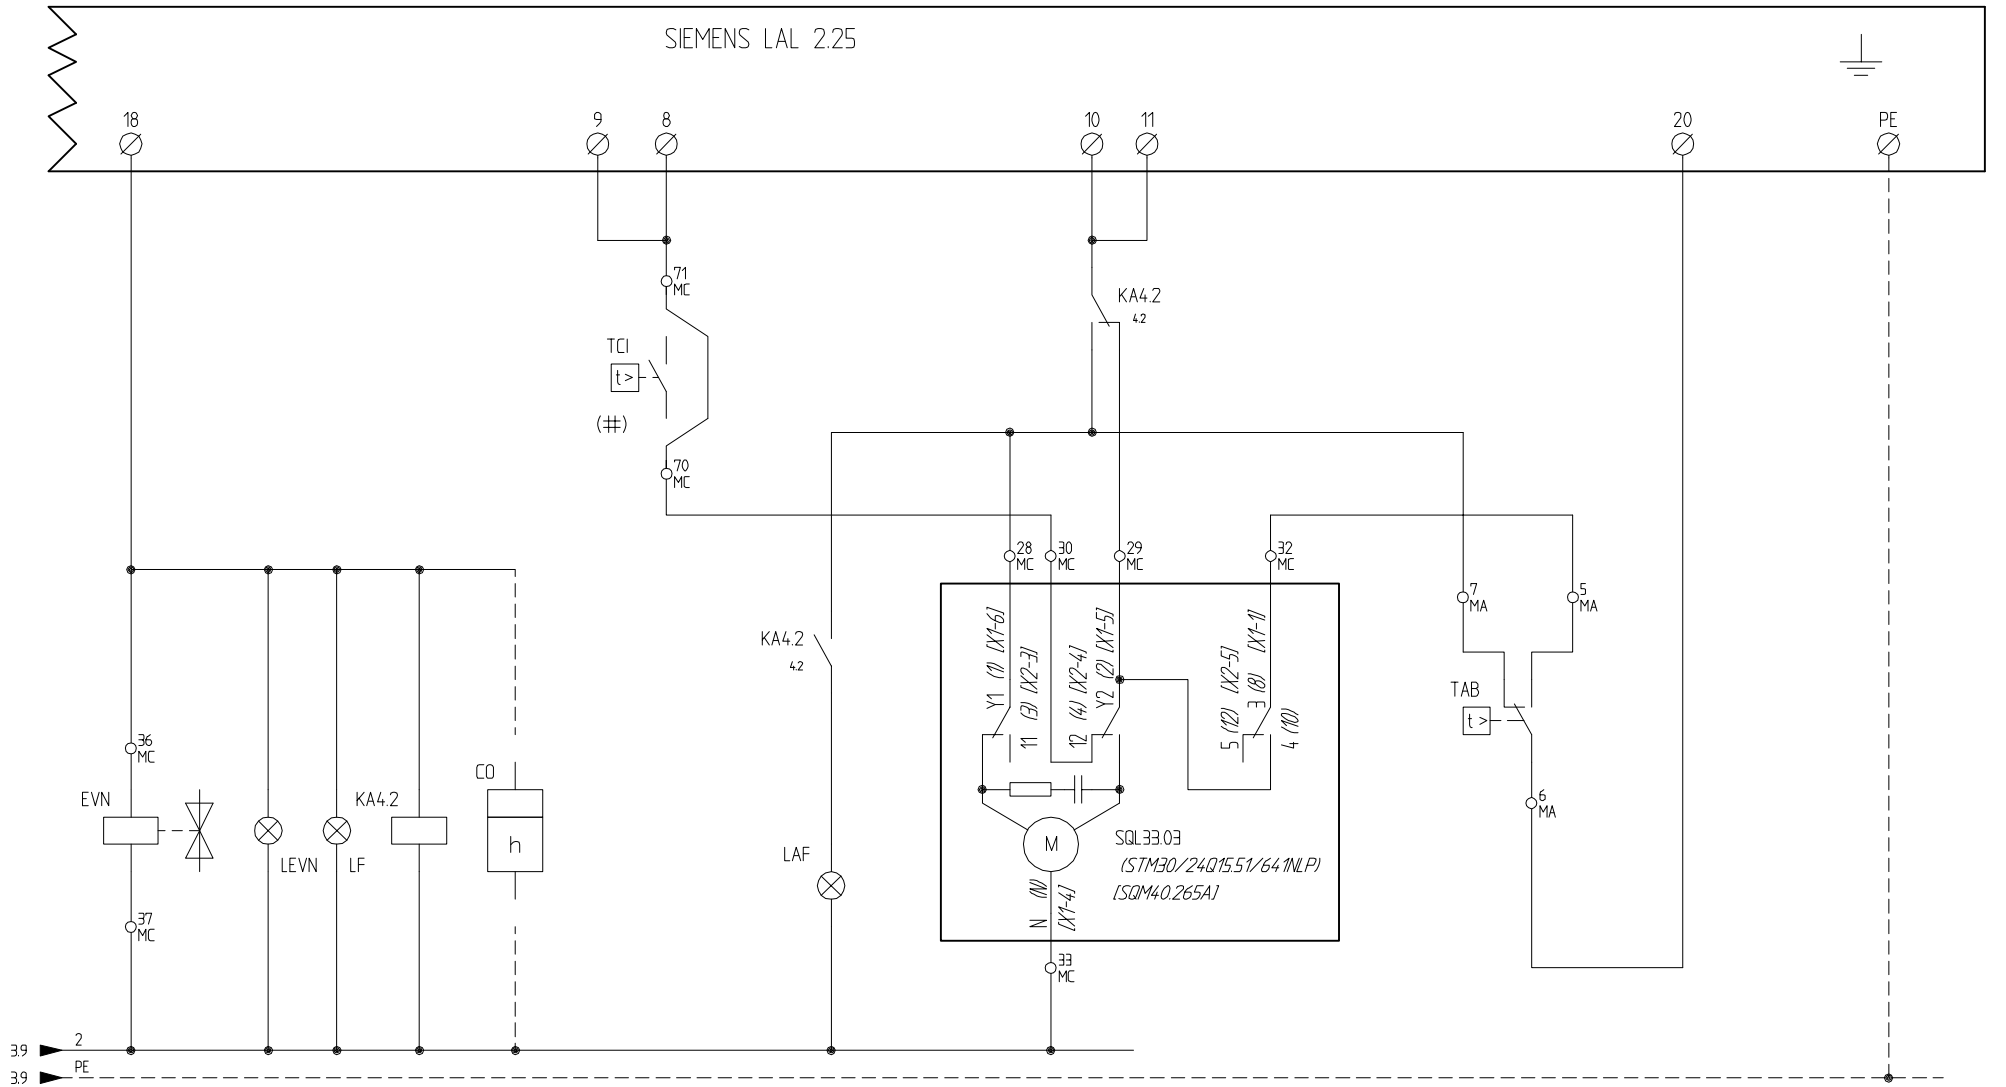 SIEMENS LAL 2.25
18
9
8
10
11
20
PE
71
MC
KA4.2
4.2
TCI
t>
(#)
70
MC
28
MC
30
MC
29
MC
32
MC
7
MA
5
MA
Y1 (1) [X1-6]
11 (3) [X2-3]
12 (4) [X2-4]
Y2 (2) [X1-5]
5 (12) [X2-5]
3 (8) [X1-1]
4 (10)
KA4.2
4.2
TAB
t>
36
MC
CO
EVN
KA4.2
h
6
MA
M
SQL33.03
(STM30/24Q15.51/641NLP)
[SQM40.265A]
LEVN
LF
LAF
N (N)
[X1-4]
37
MC
33
MC
3.9
2
3.9
PE